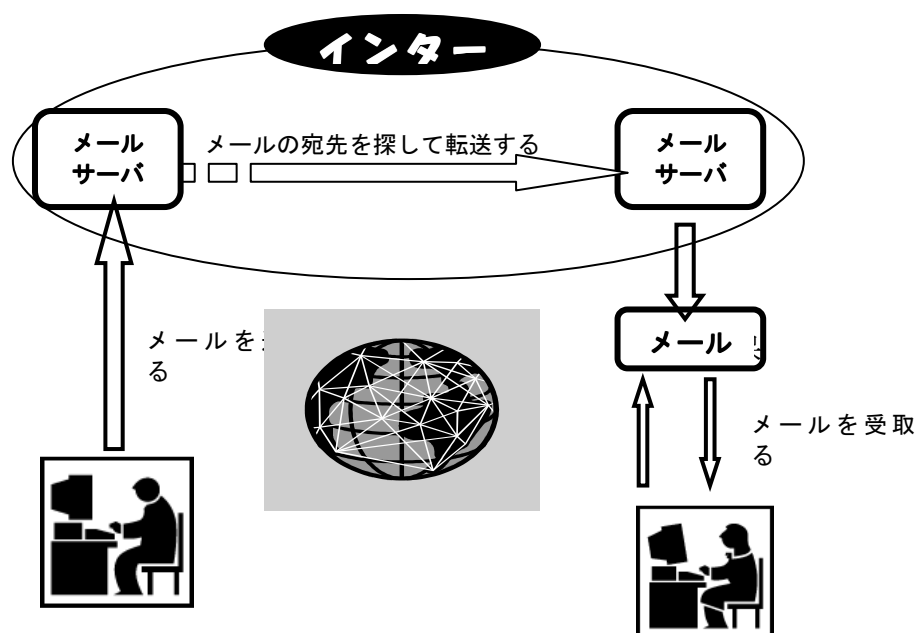 インター
メール
サーバ
メールの宛先を探して転送する
メール
サーバ
メールを
る
メール
メールを受取
る